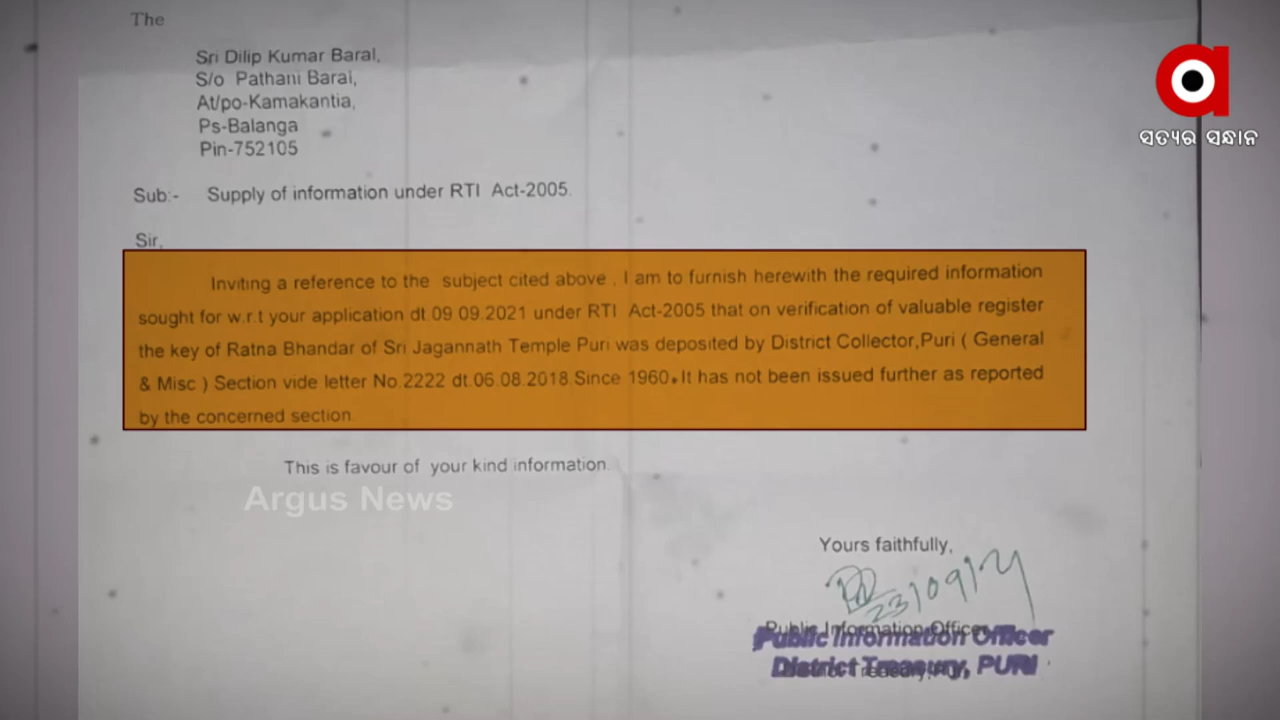 The
Sri Dilip Kumar Baral,
S/o Pathani Baral,
At/po-Kamakantia,
Ps-Balanga
Pin-752105
ସତ୍ୟର ସନ୍ଧାନ
Sub:- Supply of information under RTI Act-2005.
Sir,
Inviting a reference to the subject cited above , I am to furnish herewith the required information
sought for w.r.t your application dt 09.09.2021 under RTI Act-2005 that on verification of valuable register
the key of Ratna Bhandar of Sri Jagannath Temple Puri was deposited by District Collector,Puri ( General
& Misc ) Section vide letter No.2222 dt.06.08.2018.Since 1960.It has not been issued further as reported
by the concerned section.
This is favour of your kind information.
Argus News
Yours faithfully,
23/09/21
Public Information Officer
Public Information Officer
District Treasury, PURI